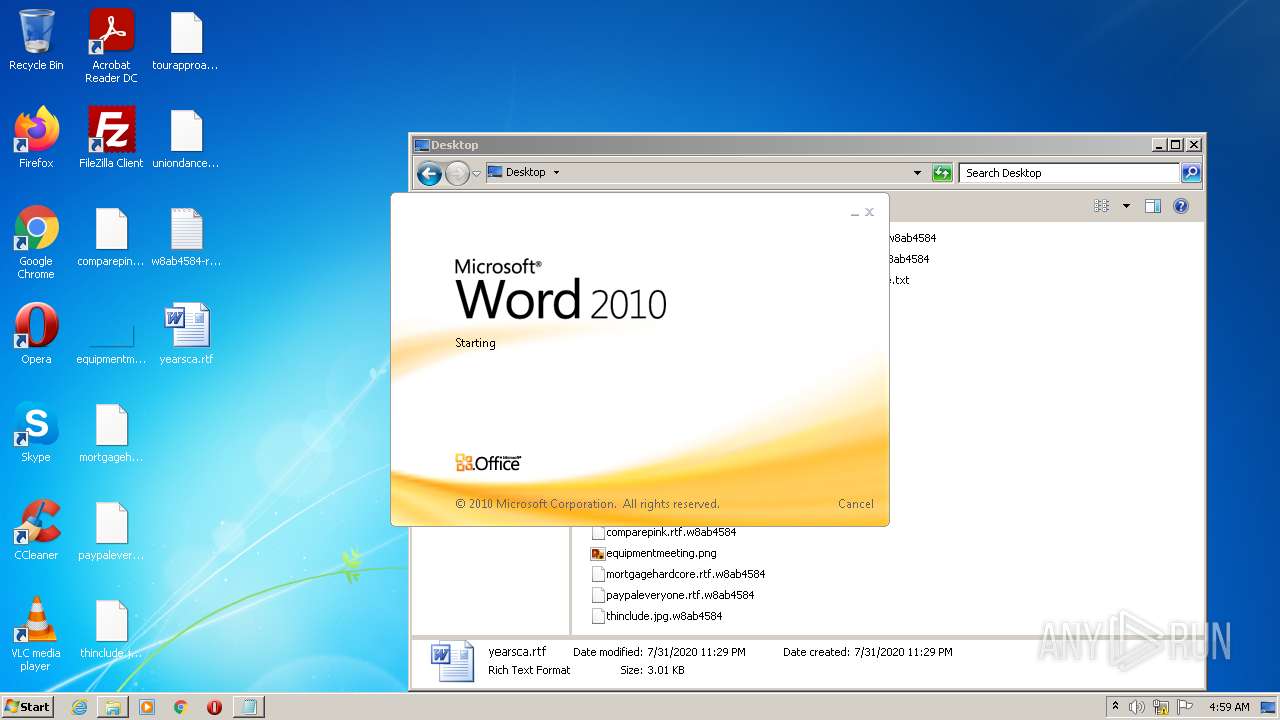 Recycle Bin
Acrobat
Reader DC
tourapproa...
Firefox
FileZilla Client
uniondance...
Google
Chrome
comparepin...
w8ab4584-r...
Opera
equipmentm...
yearsca.rtf
Skype
mortgageh...
CCleaner
paypalever...
VLC media
player
thinclude.j...
Desktop
Desktop
Search Desktop
w8ab4584
.txt
Microsoft®
Word 2010
Starting
Office
© 2010 Microsoft Corporation. All rights reserved.
Cancel
comparepink.rtf.w8ab4584
equipmentmeeting.png
mortgagehardcore.rtf.w8ab4584
paypaleveryone.rtf.w8ab4584
thinclude.jpg.w8ab4584
yearsca.rtf
Date modified: 7/31/2020 11:29 PM
Date created: 7/31/2020 11:29 PM
Rich Text Format
Size: 3.01 KB
ANY RUN
Start
4:59 AM